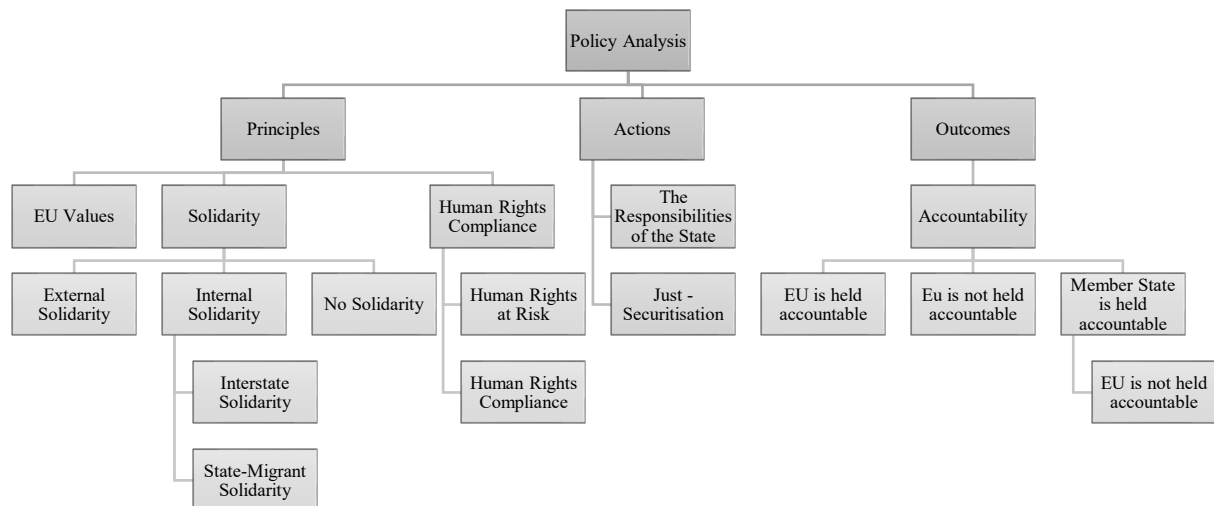 Policy Analysis
Principles
Actions
Outcomes
EU Values
Solidarity
Human Rights
Compliance
The
Responsibilities
of the State
Accountability
External
Solidarity
Internal
Solidarity
No Solidarity
Human Rights
at Risk
Just -
Securitisation
EU is held
accountable
Eu is not held
accountable
Member State
is held
accountable
Interstate
Solidarity
Human Rights
Compliance
EU is not held
accountable
State-Migrant
Solidarity